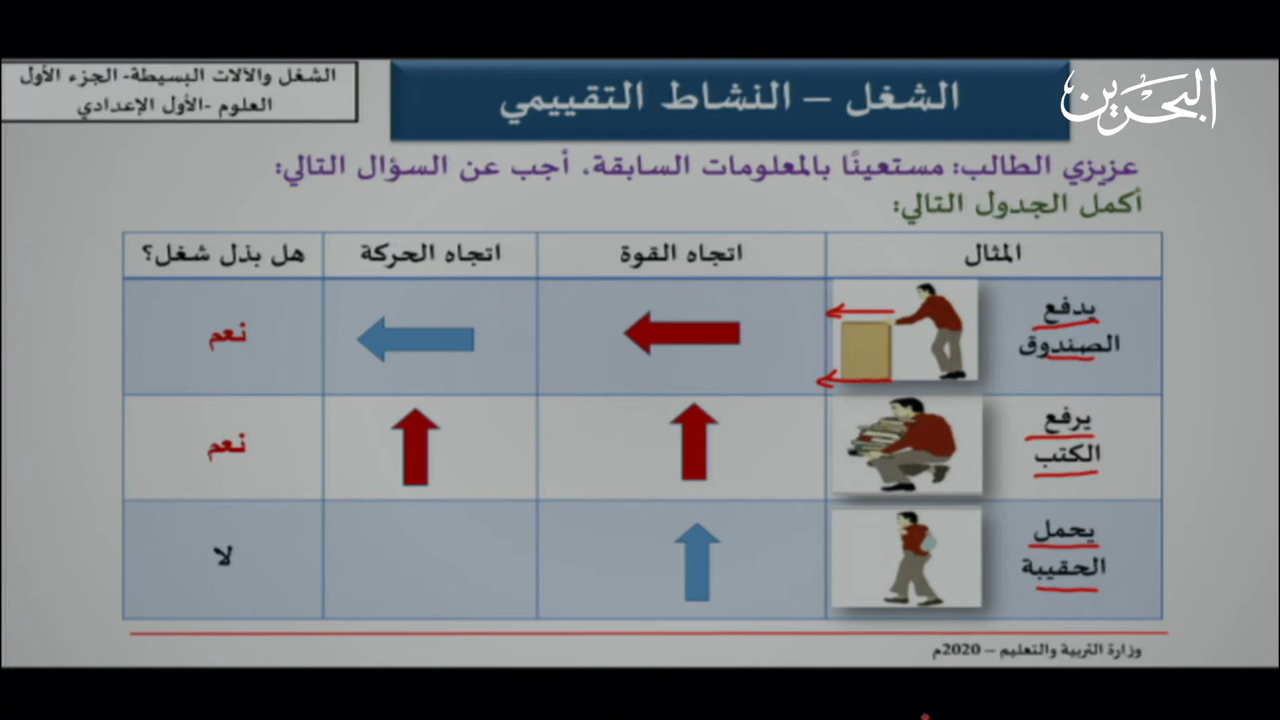 البحرين
الشغل والآلات البسيطة- الجزء الأول
العلوم -الأول الإعدادي
الشغل – النشاط التقييمي
عزيزي الطالب: مستعينًا بالمعلومات السابقة، أجب عن السؤال التالي:
أكمل الجدول التالي:
المثال
اتجاه القوة
اتجاه الحركة
هل بذل شغل؟
يدفع
الصندوق
نعم
يرفع
الكتب
نعم
يحمل
الحقيبة
لا
وزارة التربية والتعليم – 2020م